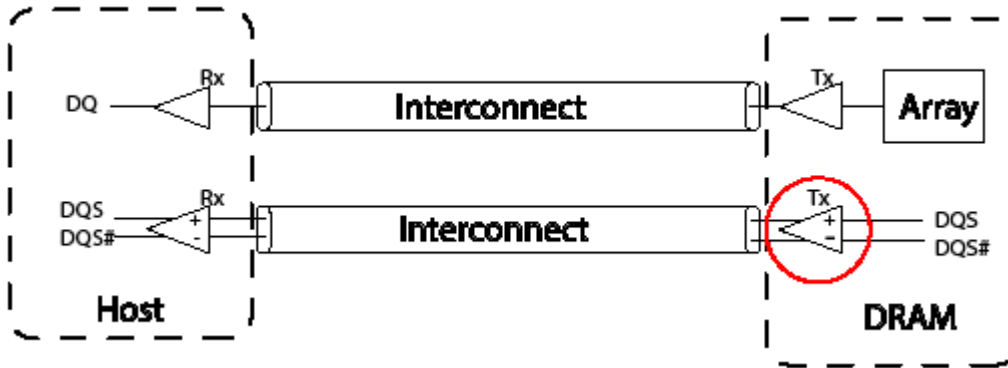 Rx
Tx
DQ
Interconnect
Array
Rx
Tx
DQS
+
+
DQS
DQS#
-
Interconnect
-
DQS#
Host
DRAM